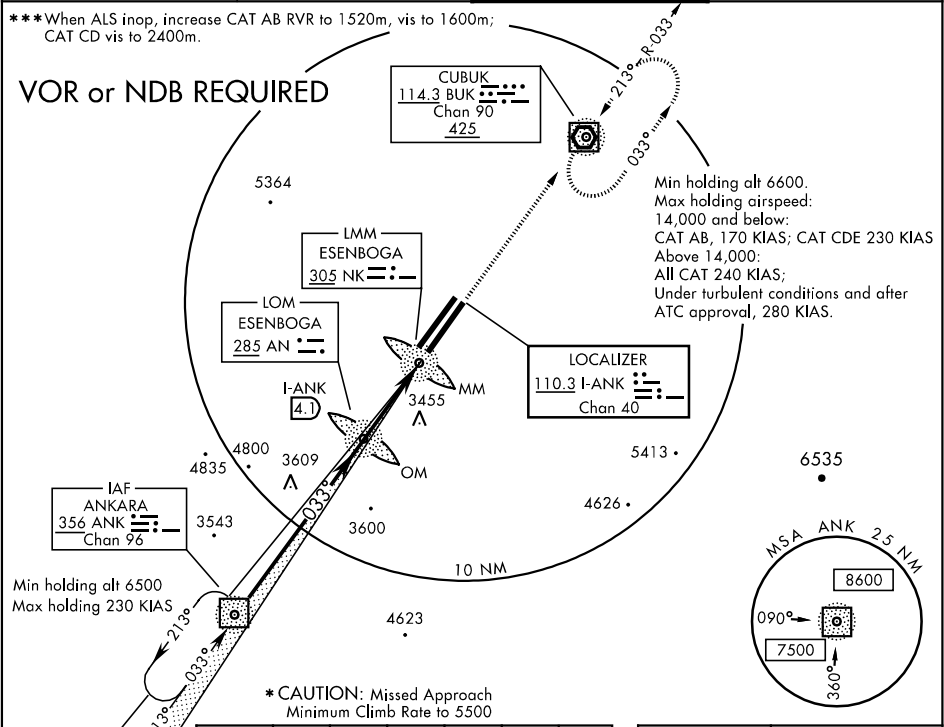 ***When ALS inop, increase CAT AB RVR to 1520m, vis to 1600m;
CAT CD vis to 2400m.
VOR or NDB REQUIRED
CUBUK
114.3 BUK
Chan 90
425
213°
R-033
033°
5364
Min holding alt 6600.
Max holding airspeed:
14,000 and below:
CAT AB, 170 KIAS; CAT CDE 230 KIAS
Above 14,000:
All CAT 240 KIAS;
Under turbulent conditions and after
ATC approval, 280 KIAS.
LMM
ESENBOGA
305 NK
LOM
ESENBOGA
285 AN
LOCALIZER
110.3 I-ANK
Chan 40
I-ANK
4.1
MM
3455
OM
4800
4835
3609
5413
6535
4626
3600
033°
IAF
ANKARA
356 ANK
Chan 96
3543
10 NM
MSA ANK 25 NM
8600
090°
7500
360°
Min holding alt 6500
Max holding 230 KIAS
213°
033°
4623
13°
*CAUTION: Missed Approach
Minimum Climb Rate to 5500